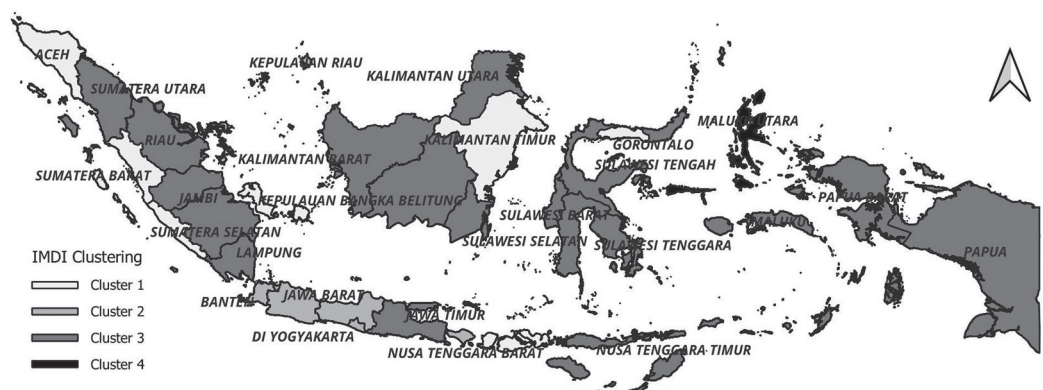 ACEH
KEPULAUAN RIAU
KALIMANTAN UTARA
SUMATERA UTARA
MALUKU UTARA
RIAU
KALIMANTAN TIMUR
GORONTALO
KALIMANTAN BARAT
SULAWESI TENGAH
SUMATERA BARAT
JAMBI
KEPULAUAN BANGKA BELITUNG
PAPUA BARAT
SULAWESI BARAT
MALUKU
SUMATERA SELATAN
SULAWESI SELATAN
SULAWESI TENGGARA
LAMPUNG
PAPUA
IMDI Clustering
Cluster 1
Cluster 2
Cluster 3
Cluster 4
BANTEN
JAWA BARAT
JAWA TIMUR
DI YOGYAKARTA
NUSA TENGGARA BARAT
NUSA TENGGARA TIMUR